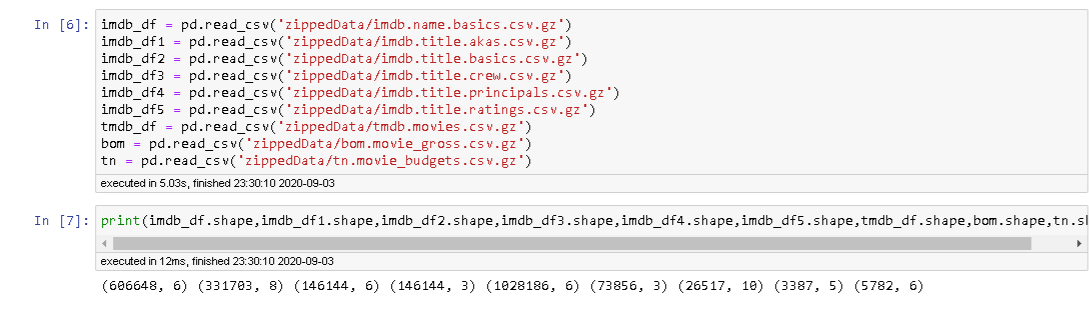 In [6]: imdb_df = pd.read_csv('zippedData/imdb.name.basics.csv.gz')
imdb_df1 = pd.read_csv('zippedData/imdb.title.akas.csv.gz')
imdb_df2 = pd.read_csv('zippedData/imdb.title.basics.csv.gz')
imdb_df3 = pd.read_csv('zippedData/imdb.title.crew.csv.gz')
imdb_df4 = pd.read_csv('zippedData/imdb.title.principals.csv.gz')
imdb_df5 = pd.read_csv('zippedData/imdb.title.ratings.csv.gz')
tmdb_df = pd.read_csv('zippedData/tmdb.movies.csv.gz')
bom = pd.read_csv('zippedData/bom.movie_gross.csv.gz')
tn = pd.read_csv('zippedData/tn.movie_budgets.csv.gz')
executed in 5.03s, finished 23:30:10 2020-09-03
In [7]: print(imdb_df.shape,imdb_df1.shape,imdb_df2.shape,imdb_df3.shape,imdb_df4.shape,imdb_df5.shape,tmdb_df.shape,bom.shape,tn.sh
executed in 12ms, finished 23:30:10 2020-09-03
(606648, 6) (331703, 8) (146144, 6) (146144, 3) (1028186, 6) (73856, 3) (26517, 10) (3387, 5) (5782, 6)